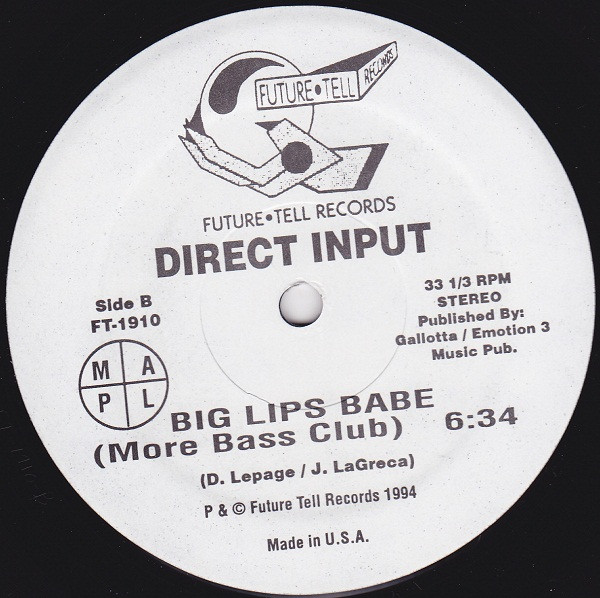 FUTURE•TELL RECORDS
FUTURE•TELL RECORDS
DIRECT INPUT
Side B
FT-1910
33 1/3 RPM
STEREO
Published By:
Gallotta / Emotion 3
Music Pub.
M A
P L
BIG LIPS BABE
(More Bass Club) 6:34
(D. Lepage / J. LaGreca)
P & © Future Tell Records 1994
Made in U.S.A.